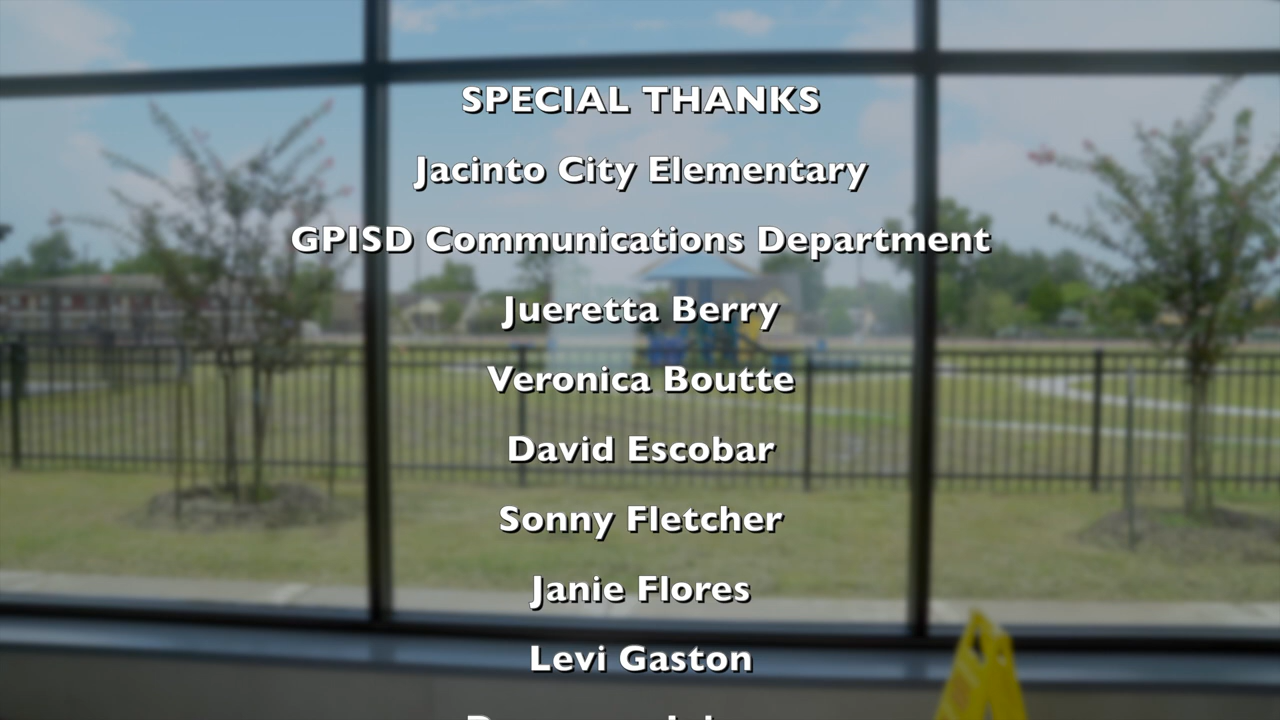 SPECIAL THANKS
Jacinto City Elementary
GPISD Communications Department
Jueretta Berry
Veronica Boutte
David Escobar
Sonny Fletcher
Janie Flores
Levi Gaston